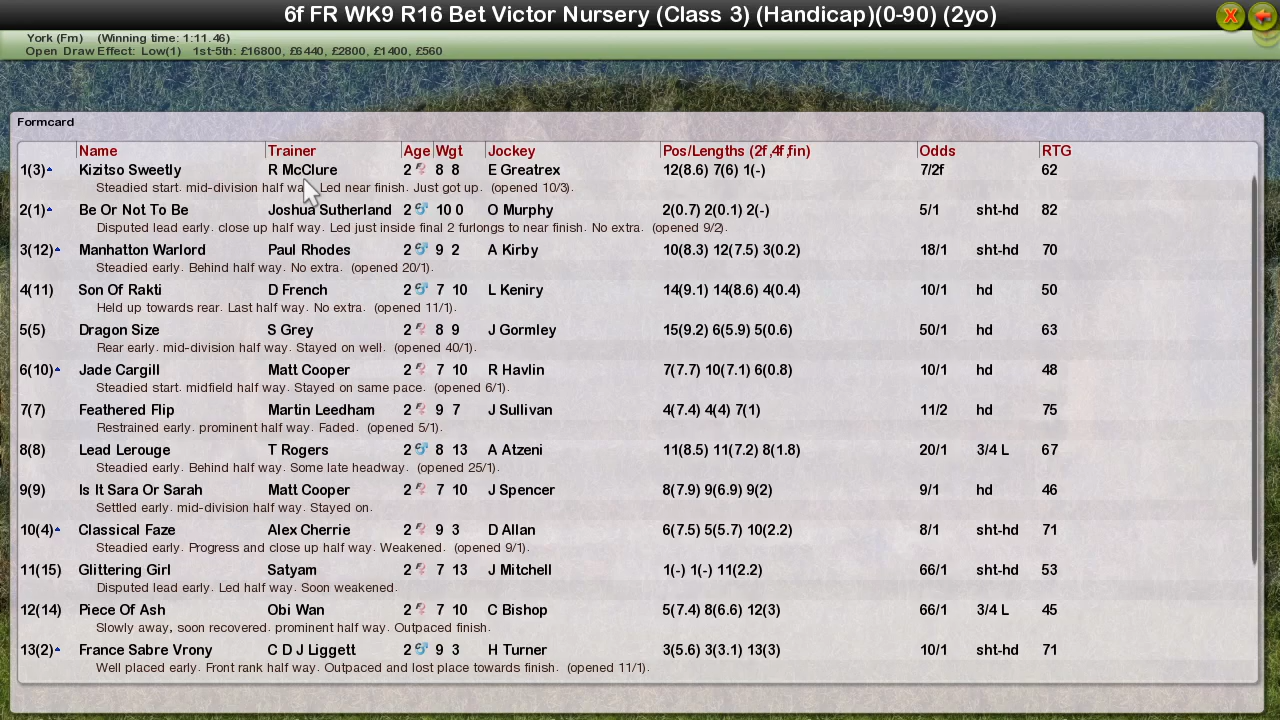 6f FR WK9 R16 Bet Victor Nursery (Class 3) (Handicap)(0-90) (2yo)
York (Fm) (Winning time: 1:11.46)
Open Draw Effect: Low(1) 1st-5th: £16800, £6440, £2800, £1400, £560
Formcard
Name Trainer Age Wgt Jockey Pos/Lengths (2f,4f,fin) Odds RTG
1(3) Kizitso Sweetly R McClure 2 8 8 E Greatrex 12(8.6) 7(6) 1(-) 7/2f 62
Steadied start. mid-division half way. Led near finish. Just got up. (opened 10/3).
2(1) Be Or Not To Be Joshua Sutherland 2 10 0 O Murphy 2(0.7) 2(0.1) 2(-) 5/1 sht-hd 82
Disputed lead early. close up half way. Led just inside final 2 furlongs to near finish. No extra. (opened 9/2).
3(12) Manhatton Warlord Paul Rhodes 2 9 2 A Kirby 10(8.3) 12(7.5) 3(0.2) 18/1 sht-hd 70
Steadied early. Behind half way. No extra. (opened 20/1).
4(11) Son Of Rakti D French 2 7 10 L Keniry 14(9.1) 14(8.6) 4(0.4) 10/1 hd 50
Held up towards rear. Last half way. No extra. (opened 11/1).
5(5) Dragon Size S Grey 2 8 9 J Gormley 15(9.2) 6(5.9) 5(0.6) 50/1 hd 63
Rear early. mid-division half way. Stayed on well. (opened 40/1).
6(10) Jade Cargill Matt Cooper 2 7 10 R Havlin 7(7.7) 10(7.1) 6(0.8) 10/1 hd 48
Steadied start. midfield half way. Stayed on same pace. (opened 6/1).
7(7) Feathered Flip Martin Leedham 2 9 7 J Sullivan 4(7.4) 4(4) 7(1) 11/2 hd 75
Restrained early. prominent half way. Faded. (opened 5/1).
8(8) Lead Lerouge T Rogers 2 8 13 A Atzeni 11(8.5) 11(7.2) 8(1.8) 20/1 3/4 L 67
Steadied early. Behind half way. Some late headway. (opened 25/1).
9(9) Is It Sara Or Sarah Matt Cooper 2 7 10 J Spencer 8(7.9) 9(6.9) 9(2) 9/1 hd 46
Settled early. mid-division half way. Stayed on.
10(4) Classical Faze Alex Cherrie 2 9 3 D Allan 6(7.5) 5(5.7) 10(2.2) 8/1 sht-hd 71
Steadied early. Progress and close up half way. Weakened. (opened 9/1).
11(15) Glittering Girl Satyam 2 7 13 J Mitchell 1(-) 1(-) 11(2.2) 66/1 sht-hd 53
Disputed lead early. Led half way. Soon weakened.
12(14) Piece Of Ash Obi Wan 2 7 10 C Bishop 5(7.4) 8(6.6) 12(3) 66/1 3/4 L 45
Slowly away, soon recovered. prominent half way. Outpaced finish.
13(2) France Sabre Vrony C D J Liggett 2 9 3 H Turner 3(5.6) 3(3.1) 13(3) 10/1 sht-hd 71
Well placed early. Front rank half way. Outpaced and lost place towards finish. (opened 11/1).